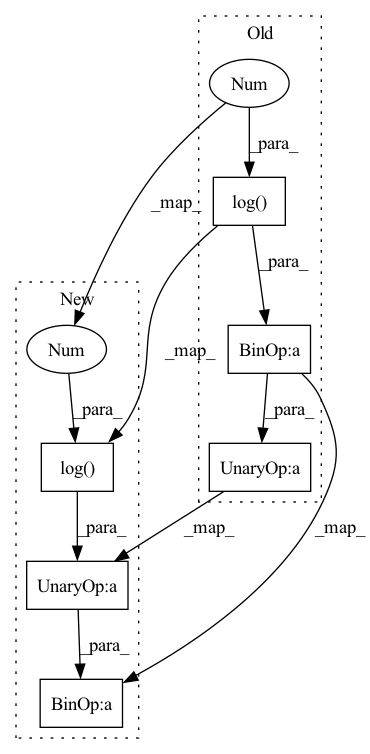 Old
Num
_para_
log()
_map_
_para_
New
Num
BinOp:a
_map_
_para_
_para_
log()
UnaryOp:a
_para_
_map_
_map_
UnaryOp:a
_para_
BinOp:a